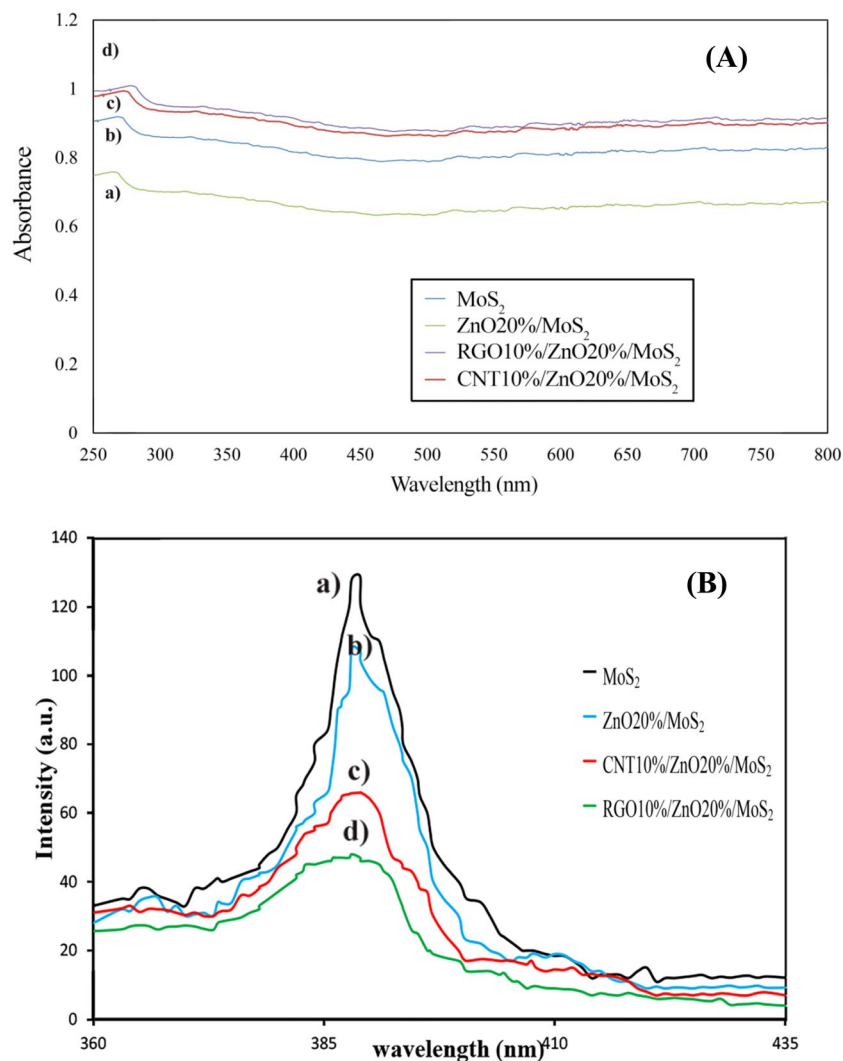 1.2
d)
(A)
1
c)
0.8
b)
a)
0.6
Absorbance
0.4
MoS₂
ZnO20%/MoS₂
RGO10%/ZnO20%/MoS₂
CNT10%/ZnO20%/MoS₂
0.2
0
250 300 350 400 450 500 550 600 650 700 750 800
Wavelength (nm)
140
(B)
a)
120
b)
100
MoS₂
ZnO20%/MoS₂
80
c)
CNT10%/ZnO20%/MoS₂
60
d)
RGO10%/ZnO20%/MoS₂
Intensity (a.u.)
40
20
0
360 385 410 435
wavelength (nm)